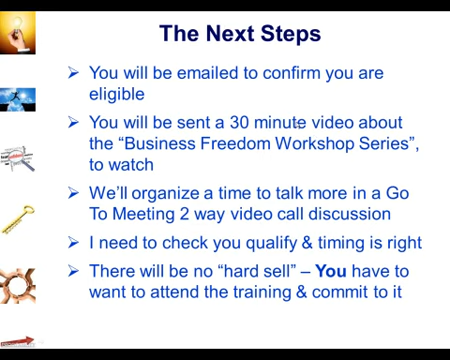 The Next Steps
You will be emailed to confirm you are
eligible
You will be sent a 30 minute video about
the “Business Freedom Workshop Series”,
to watch
We’ll organize a time to talk more in a Go
To Meeting 2 way video call discussion
I need to check you qualify & timing is right
There will be no “hard sell” – You have to
want to attend the training & commit to it